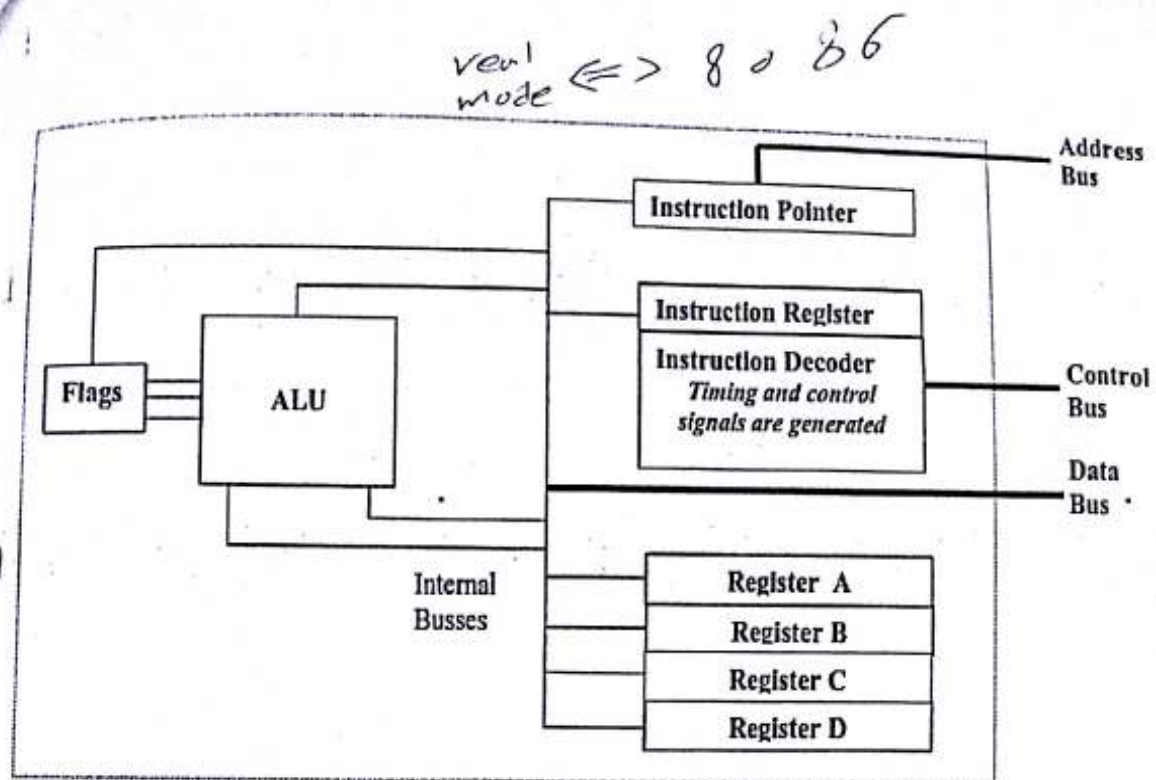 real
mode <=> 8086
Address
Bus
Instruction Pointer
Instruction Register
Instruction Decoder
Timing and control
signals are generated
Control
Bus
Flags
ALU
Data
Bus
Internal
Busses
Register A
Register B
Register C
Register D